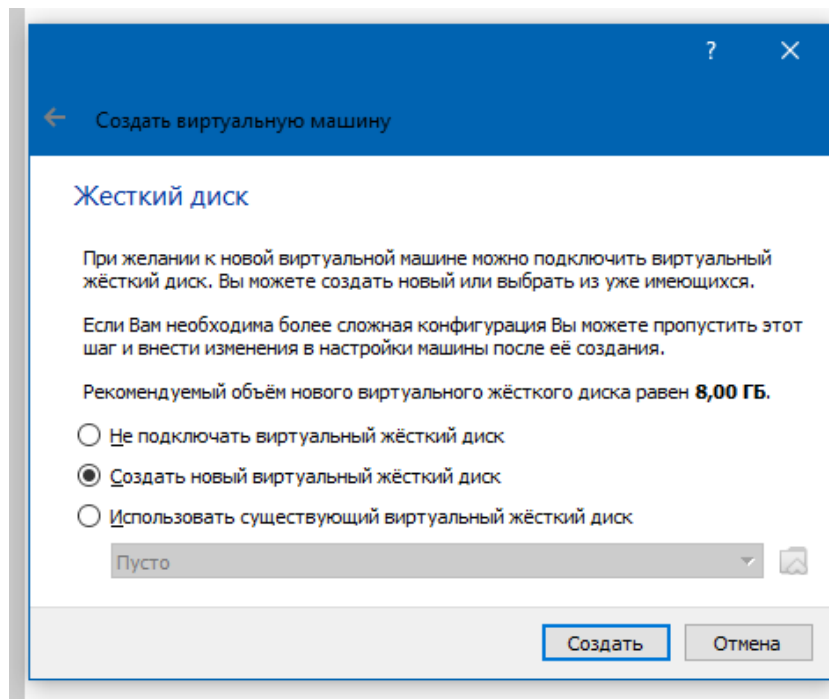 ?
Создать виртуальную машину
Жесткий диск
При желании к новой виртуальной машине можно подключить виртуальный
жёсткий диск. Вы можете создать новый или выбрать из уже имеющихся.
Если Вам необходима более сложная конфигурация Вы можете пропустить этот
шаг и внести изменения в настройки машины после её создания.
Рекомендуемый объём нового виртуального жёсткого диска равен 8,00 ГБ.
Не подключать виртуальный жёсткий диск
Создать новый виртуальный жёсткий диск
Использовать существующий виртуальный жёсткий диск
Пусто
Создать Отмена